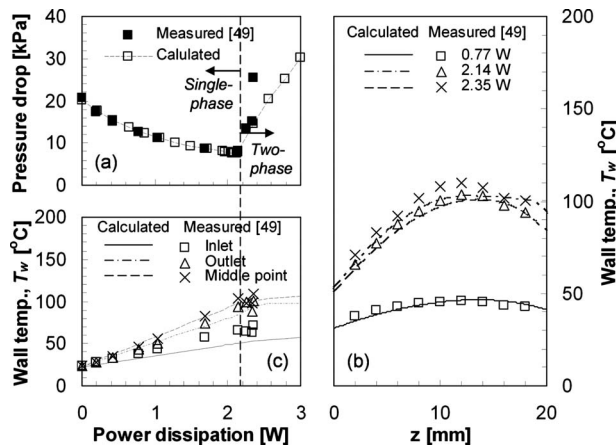 Pressure drop [kPa]
40
30
20
10
0
Measured [49]
Calulated
Single-
phase
Two-
phase
(a)
Wall temp., Tw [°C]
200
150
100
50
0
Calculated Measured [49]
Inlet
Outlet
Middle point
(c)
0 1 2 3
Power dissipation [W]
Calculated Measured [49]
0.77 W
2.14 W
2.35 W
(b)
200
150
100
50
0
Wall temp., Tw [°C]
0 10 20
z [mm]